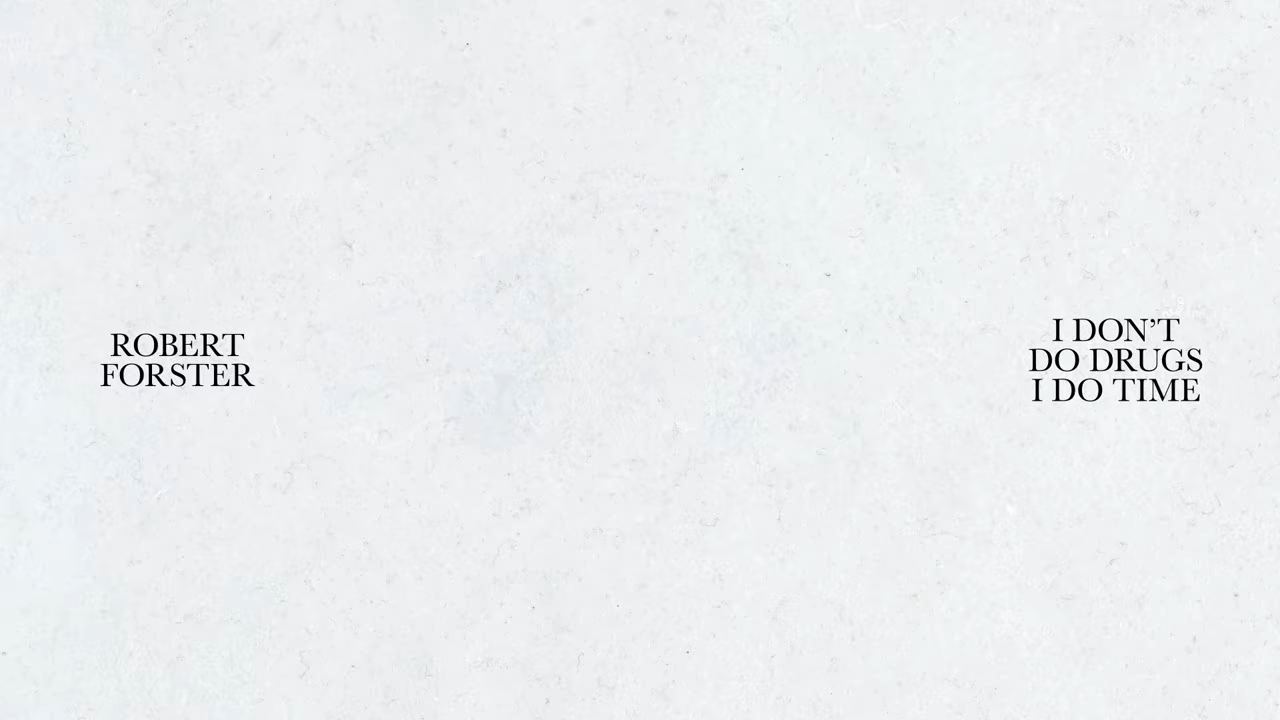 ROBERT
FORSTER
I DON’T
DO DRUGS
I DO TIME